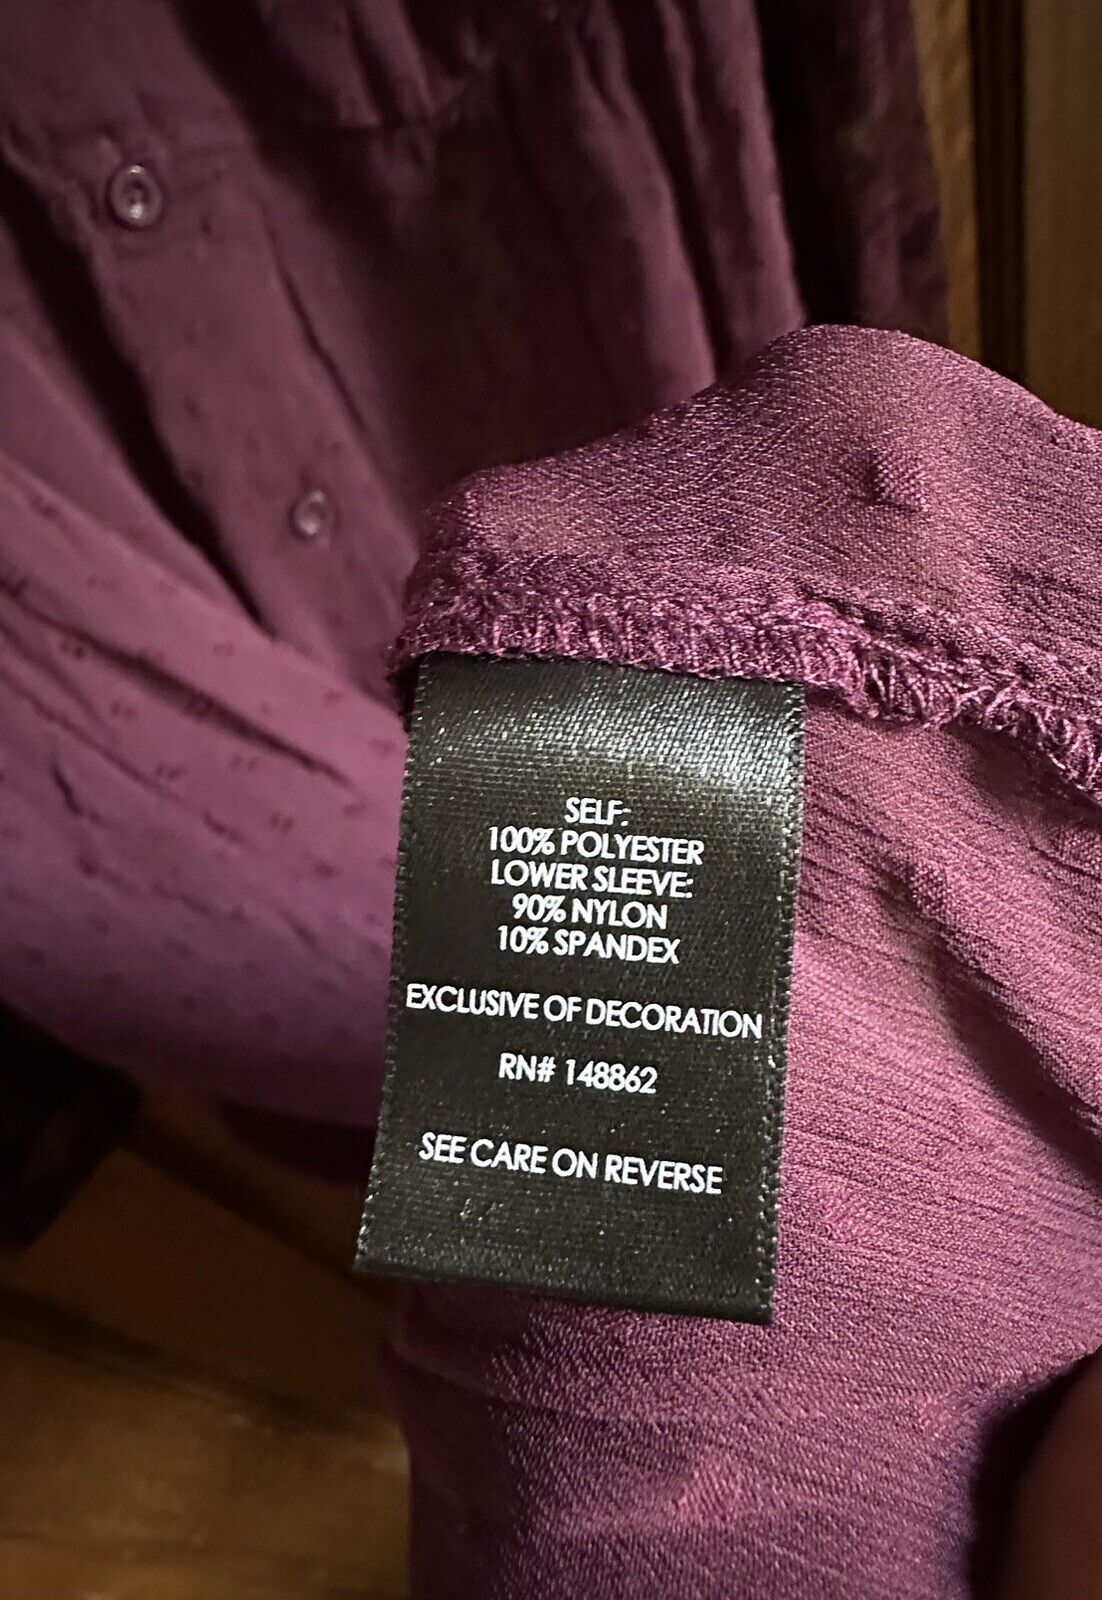 SELF:
100% POLYESTER
LOWER SLEEVE:
90% NYLON
10% SPANDEX
EXCLUSIVE OF DECORATION
RN# 148862
SEE CARE ON REVERSE